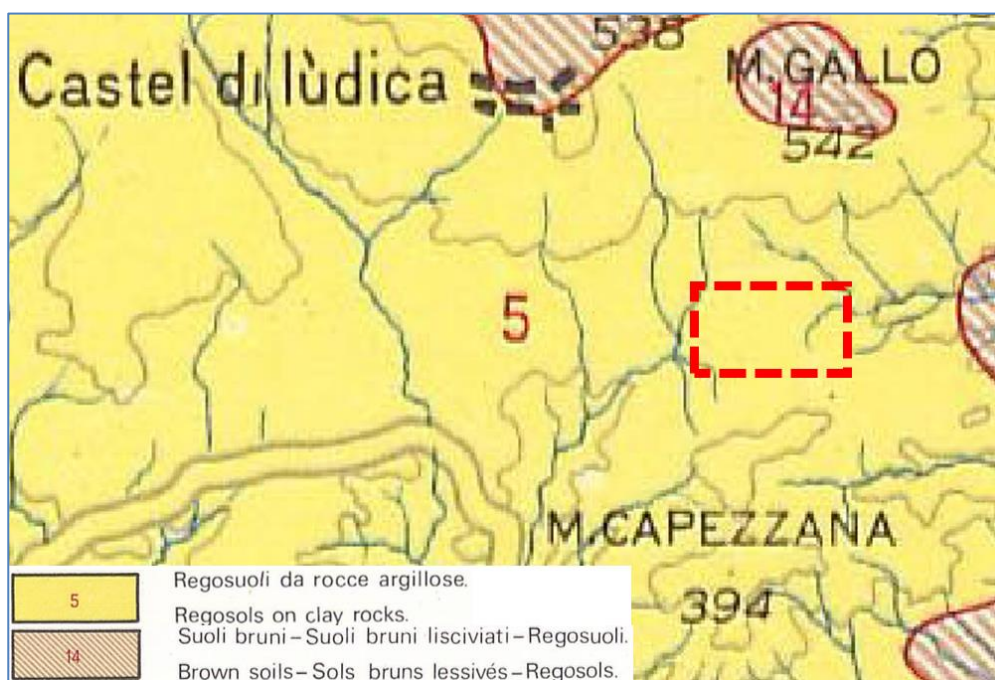 538
Castel di lùdica
M. GALLO
14
542
5
M. CAPEZZANA
394
5
Regosuoli da rocce argillose.
Regosols on clay rocks.
14
Suoli bruni – Suoli bruni lisciviati – Regosuoli.
Brown soils – Sols bruns lessivés – Regosols.